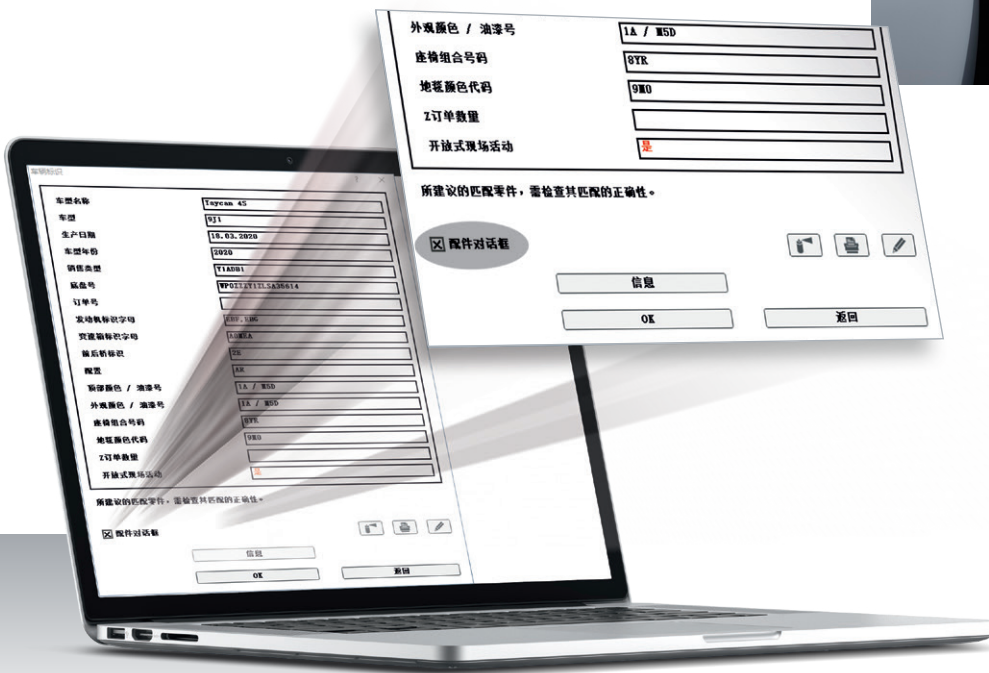 外观颜色 / 油漆号 1A / M5D
座椅组合号码 8YR
地毯颜色代码 9M0
Z订单数量
开放式现场活动 是
所建议的匹配零件，需检查其匹配的正确性。
配件对话框
信息
OK 返回
车辆标识
车型名称 Taycan 4S
车型 9J1
生产日期 18.03.2020
车型年份 2020
销售类型 Y1ADB1
底盘号
订单号
发动机标识字母
变速箱标识字母
前后桥标识
配置
顶部颜色 / 油漆号 1A / M5D
外观颜色 / 油漆号 1A / M5D
座椅组合号码 8YR
地毯颜色代码 9M0
Z订单数量
开放式现场活动 是
所建议的匹配零件，需检查其匹配的正确性。
配件对话框
信息
OK 返回